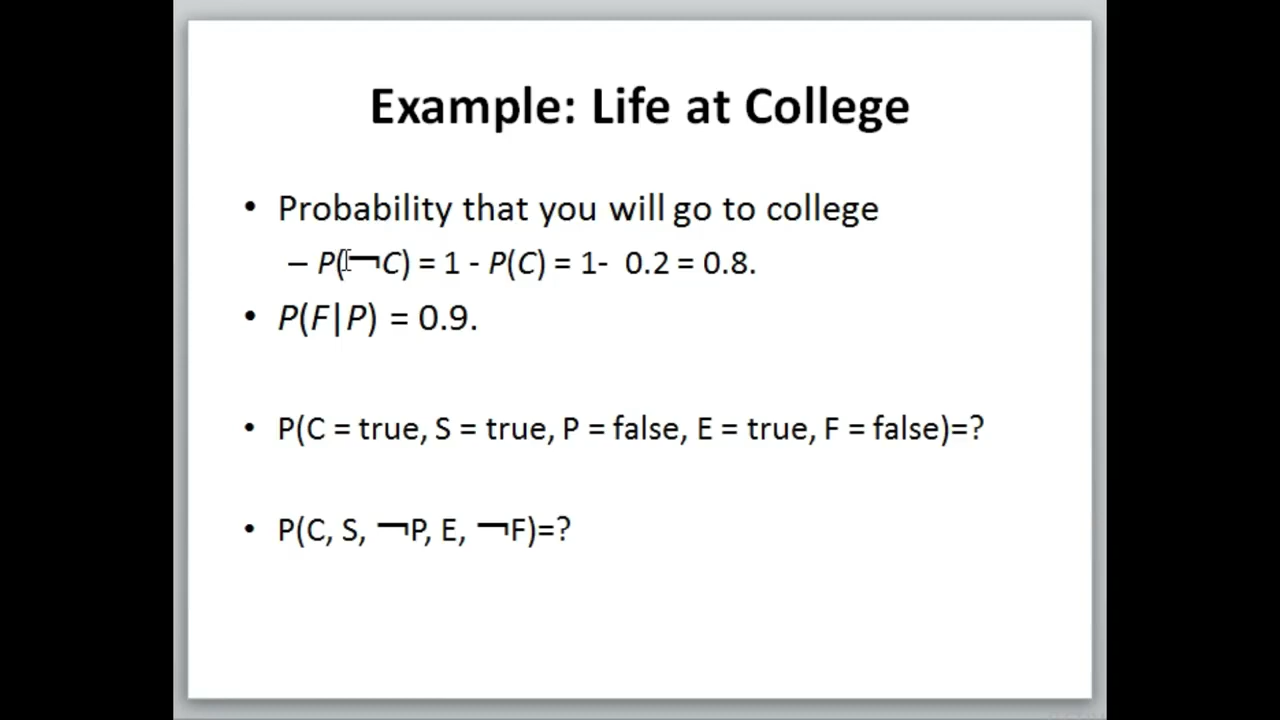 Example: Life at College
• Probability that you will go to college
– P(¬C) = 1 - P(C) = 1-  0.2 = 0.8.
• P(F|P) = 0.9.
• P(C = true, S = true, P = false, E = true, F = false)=?
• P(C, S, ¬P, E, ¬F)=?